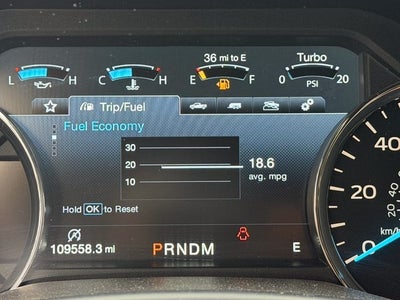 36 mi to E Turbo
L H C H E F 0 20
PSI
Trip/Fuel
Fuel Economy
30
20
10
18.6
avg. mpg
Hold OK to Reset
109558.3 mi
PRNDM
E
40
20
0
km/h